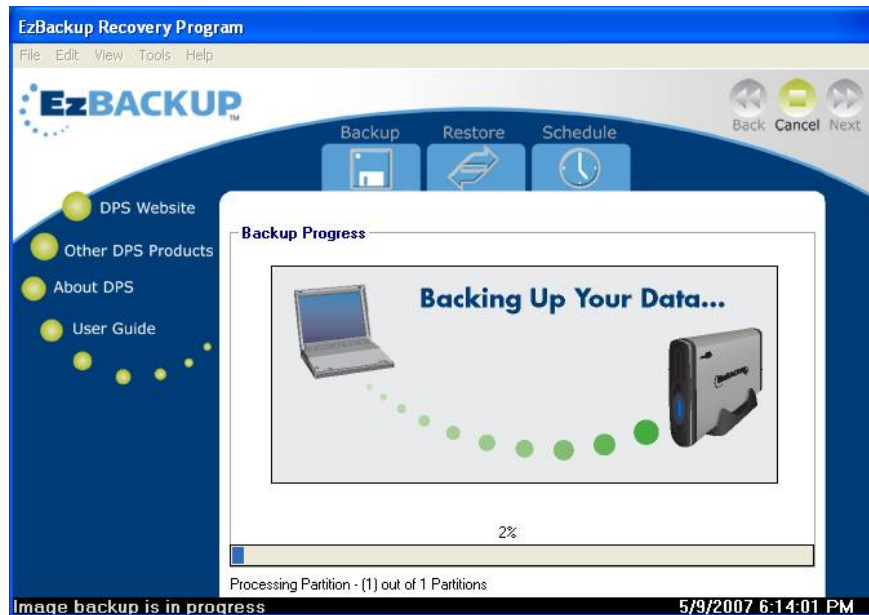 EzBackup Recovery Program
File Edit View Tools Help
EzBACKUP
TM
Backup Restore Schedule
Back Cancel Next
DPS Website
Other DPS Products
About DPS
User Guide
Backup Progress
Backing Up Your Data...
EzBACKUP
2%
Processing Partition - (1) out of 1 Partitions
Image backup is in progress
5/9/2007 6:14:01 PM